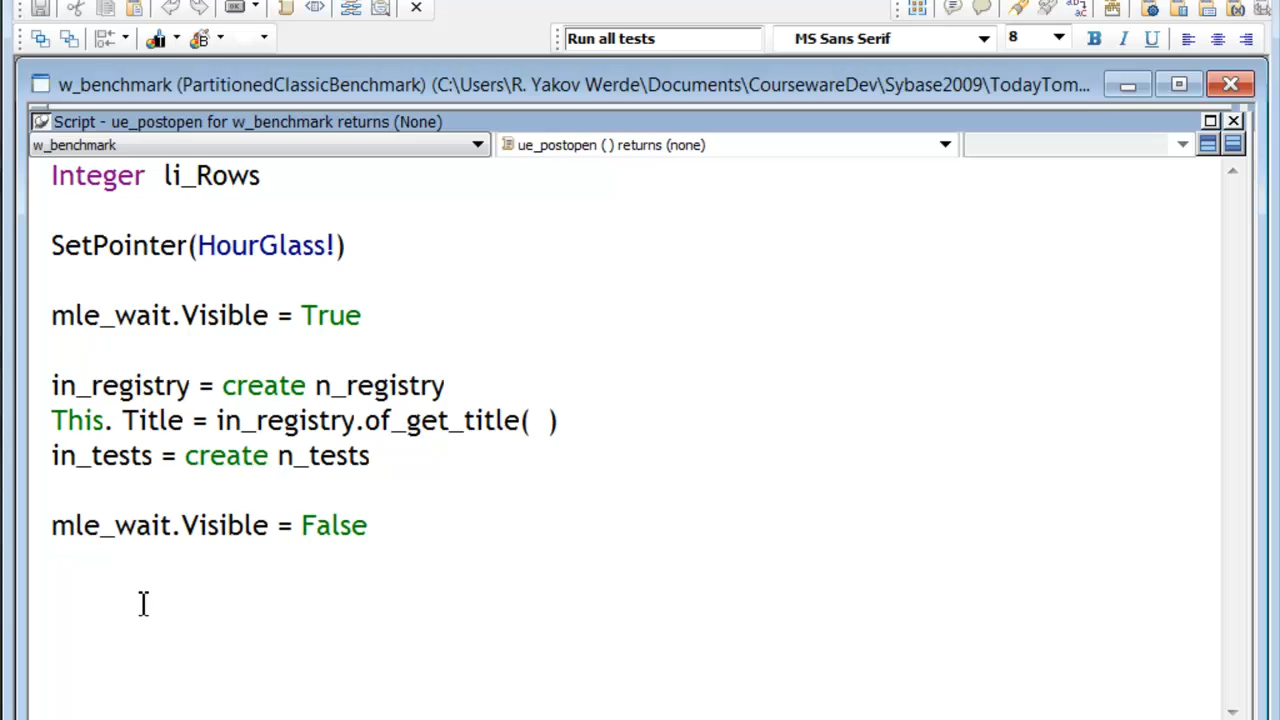 Run all tests
MS Sans Serif
8
B I U
w_benchmark (PartitionedClassicBenchmark) (C:\Users\R. Yakov Werde\Documents\CoursewareDev\Sybase2009\TodayTom...
Script - ue_postopen for w_benchmark returns (None)
w_benchmark
ue_postopen ( ) returns (none)
Integer li_Rows
SetPointer(HourGlass!)
mle_wait.Visible = True
in_registry = create n_registry
This. Title = in_registry.of_get_title( )
in_tests = create n_tests
mle_wait.Visible = False